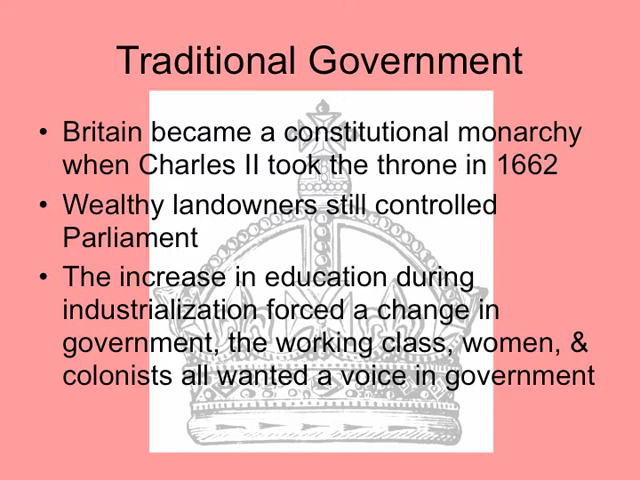 Traditional Government
• Britain became a constitutional monarchy
when Charles II took the throne in 1662
• Wealthy landowners still controlled
Parliament
• The increase in education during
industrialization forced a change in
government, the working class, women, &
colonists all wanted a voice in government